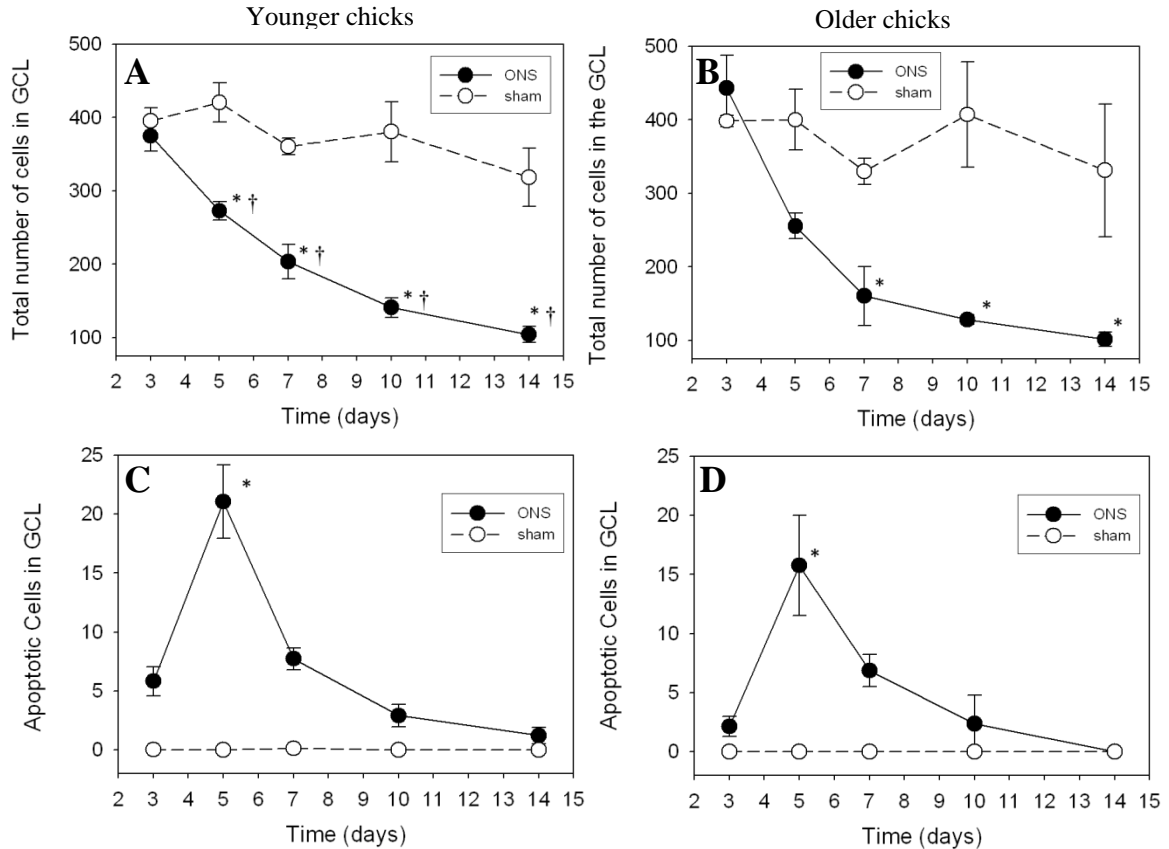 Younger chicks
Older chicks
A
500
400
300
200
100
Total number of cells in GCL
ONS
sham
* †
* †
* †
* †
2 3 4 5 6 7 8 9 10 11 12 13 14 15
Time (days)
B
500
400
300
200
100
Total number of cells in the GCL
ONS
sham
*
*
*
2 3 4 5 6 7 8 9 10 11 12 13 14 15
Time (days)
C
25
20
15
10
5
0
Apoptotic Cells in GCL
ONS
sham
*
2 3 4 5 6 7 8 9 10 11 12 13 14 15
Time (days)
D
25
20
15
10
5
0
Apoptotic Cells in GCL
ONS
sham
*
2 3 4 5 6 7 8 9 10 11 12 13 14 15
Time (days)